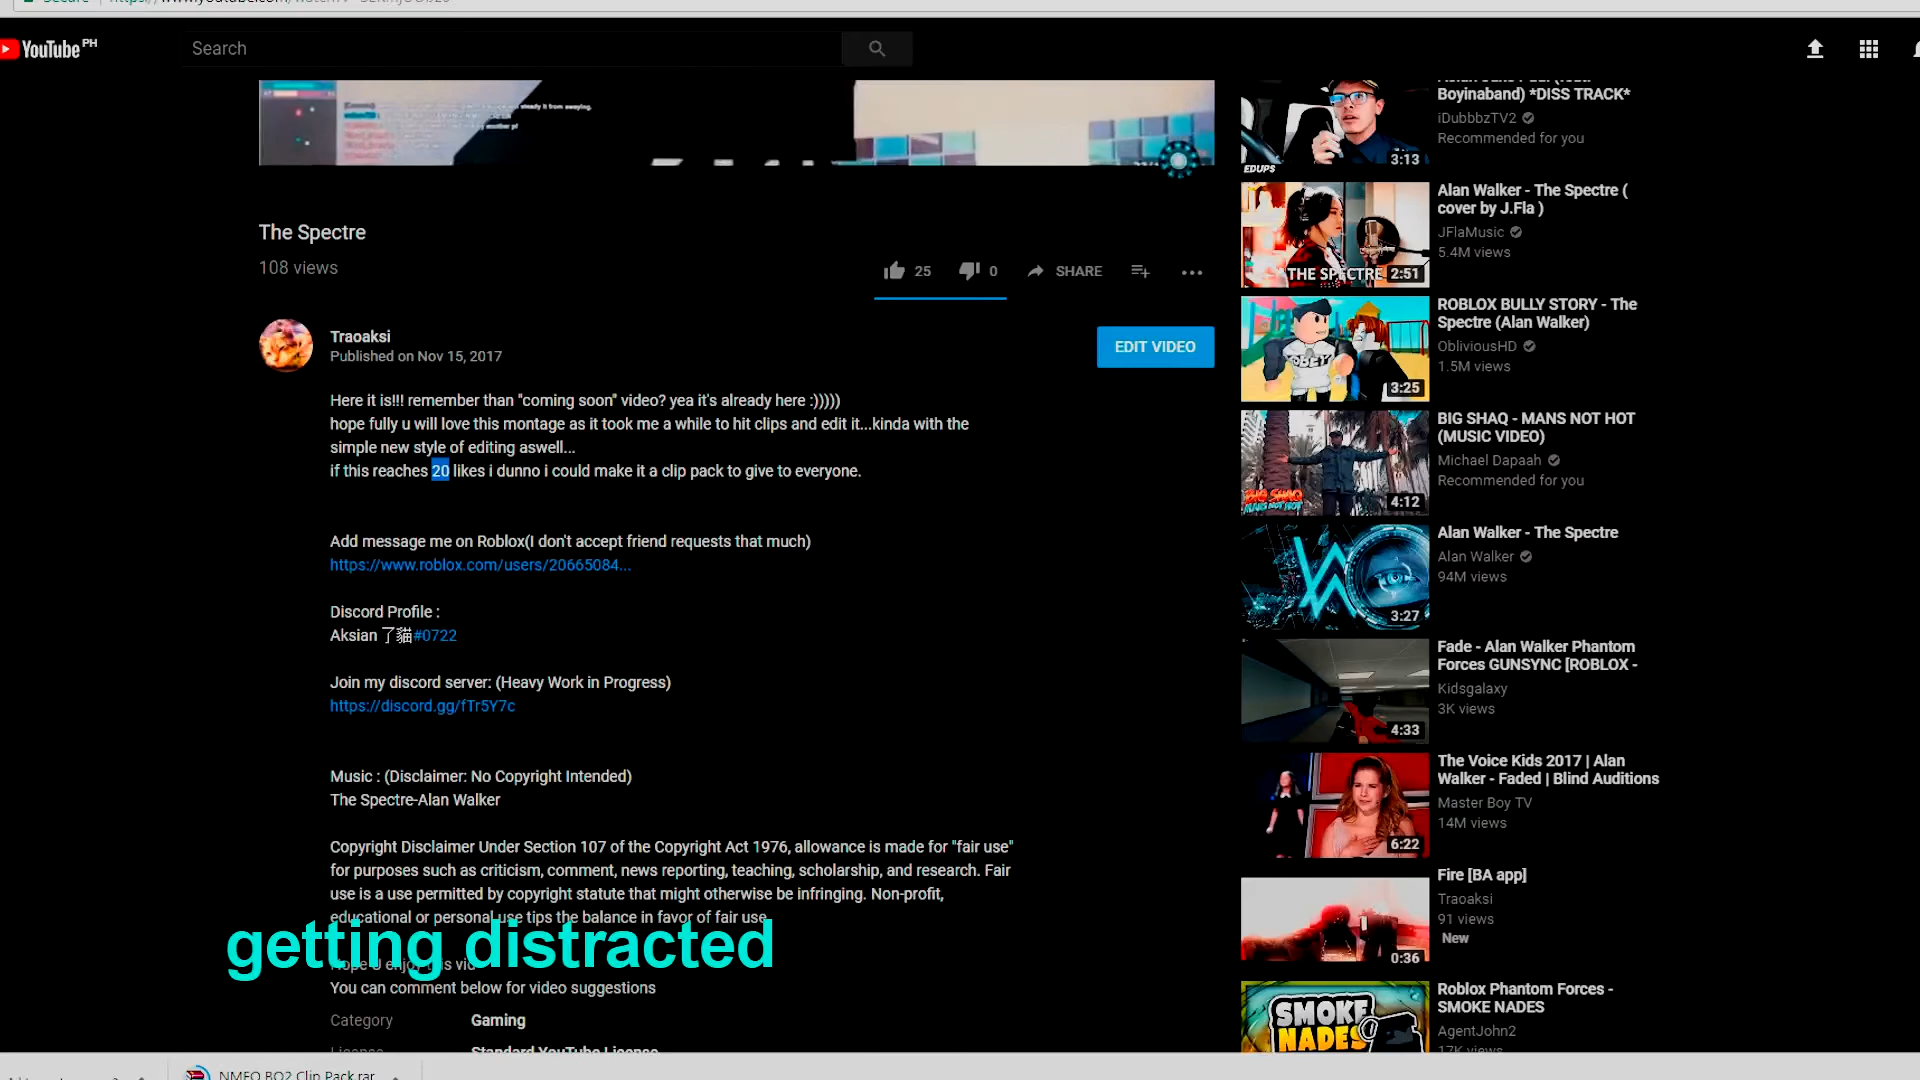 Secure
YouTube PH
Search
The Spectre
108 views
25
0
SHARE
Traoaksi
Published on Nov 15, 2017
EDIT VIDEO
Here it is!!! remember than "coming soon" video? yea it's already here :)))))
hope fully u will love this montage as it took me a while to hit clips and edit it...kinda with the
simple new style of editing aswell...
if this reaches 20 likes i dunno i could make it a clip pack to give to everyone.
Add message me on Roblox(I don't accept friend requests that much)
https://www.roblox.com/users/20665084...
Discord Profile :
Aksian 了貓#0722
Join my discord server: (Heavy Work in Progress)
https://discord.gg/fTr5Y7c
Music : (Disclaimer: No Copyright Intended)
The Spectre-Alan Walker
Copyright Disclaimer Under Section 107 of the Copyright Act 1976, allowance is made for "fair use"
for purposes such as criticism, comment, news reporting, teaching, scholarship, and research. Fair
use is a use permitted by copyright statute that might otherwise be infringing. Non-profit,
educational or personal use tips the balance in favor of fair use
getting distracted
You can comment below for video suggestions
Category Gaming
License Standard YouTube License
Boyinaband) *DISS TRACK*
iDubbbzTV2
Recommended for you
EDUPS
3:13
Alan Walker - The Spectre (
cover by J.Fla )
JFlaMusic
5.4M views
THE SPECTRE 2:51
ROBLOX BULLY STORY - The
Spectre (Alan Walker)
ObliviousHD
1.5M views
3:25
BIG SHAQ - MANS NOT HOT
(MUSIC VIDEO)
Michael Dapaah
Recommended for you
BIG SHAQ
MANS NOT HOT
4:12
Alan Walker - The Spectre
Alan Walker
94M views
3:27
Fade - Alan Walker Phantom
Forces GUNSYNC [ROBLOX -
Kidsgalaxy
3K views
4:33
The Voice Kids 2017 | Alan
Walker - Faded | Blind Auditions
Master Boy TV
14M views
6:22
Fire [BA app]
Traoaksi
91 views
New
0:36
Roblox Phantom Forces -
SMOKE NADES
AgentJohn2
17K views
SMOKE
NADES
Clip Pack.rar